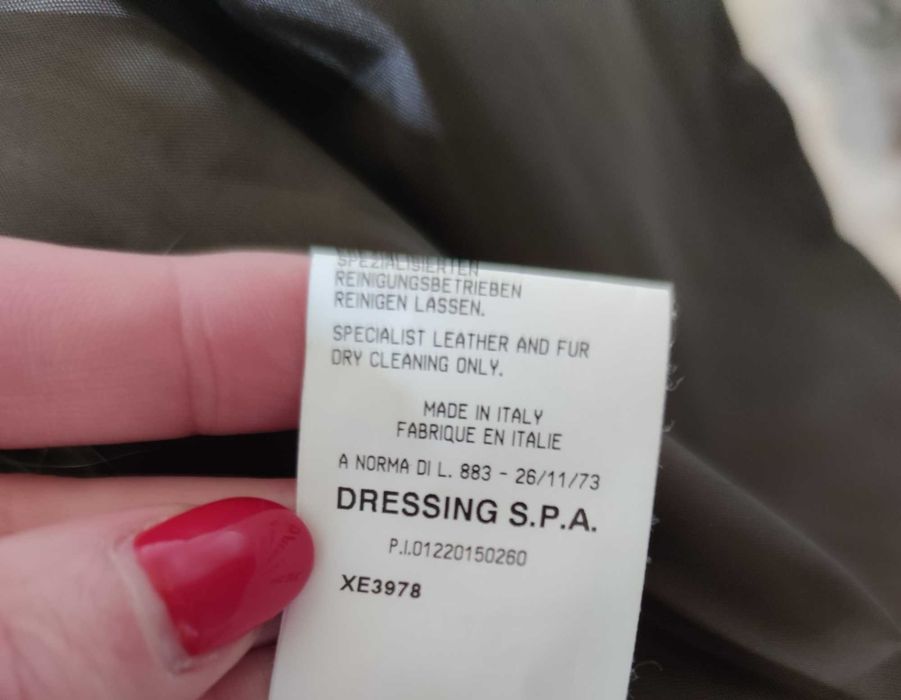 SPEZIALISIERTEN
REINIGUNGSBETRIEBEN
REINIGEN LASSEN.
SPECIALIST LEATHER AND FUR
DRY CLEANING ONLY.
MADE IN ITALY
FABRIQUE EN ITALIE
A NORMA DI L. 883 - 26/11/73
DRESSING S.P.A.
P.I.01220150260
XE3978